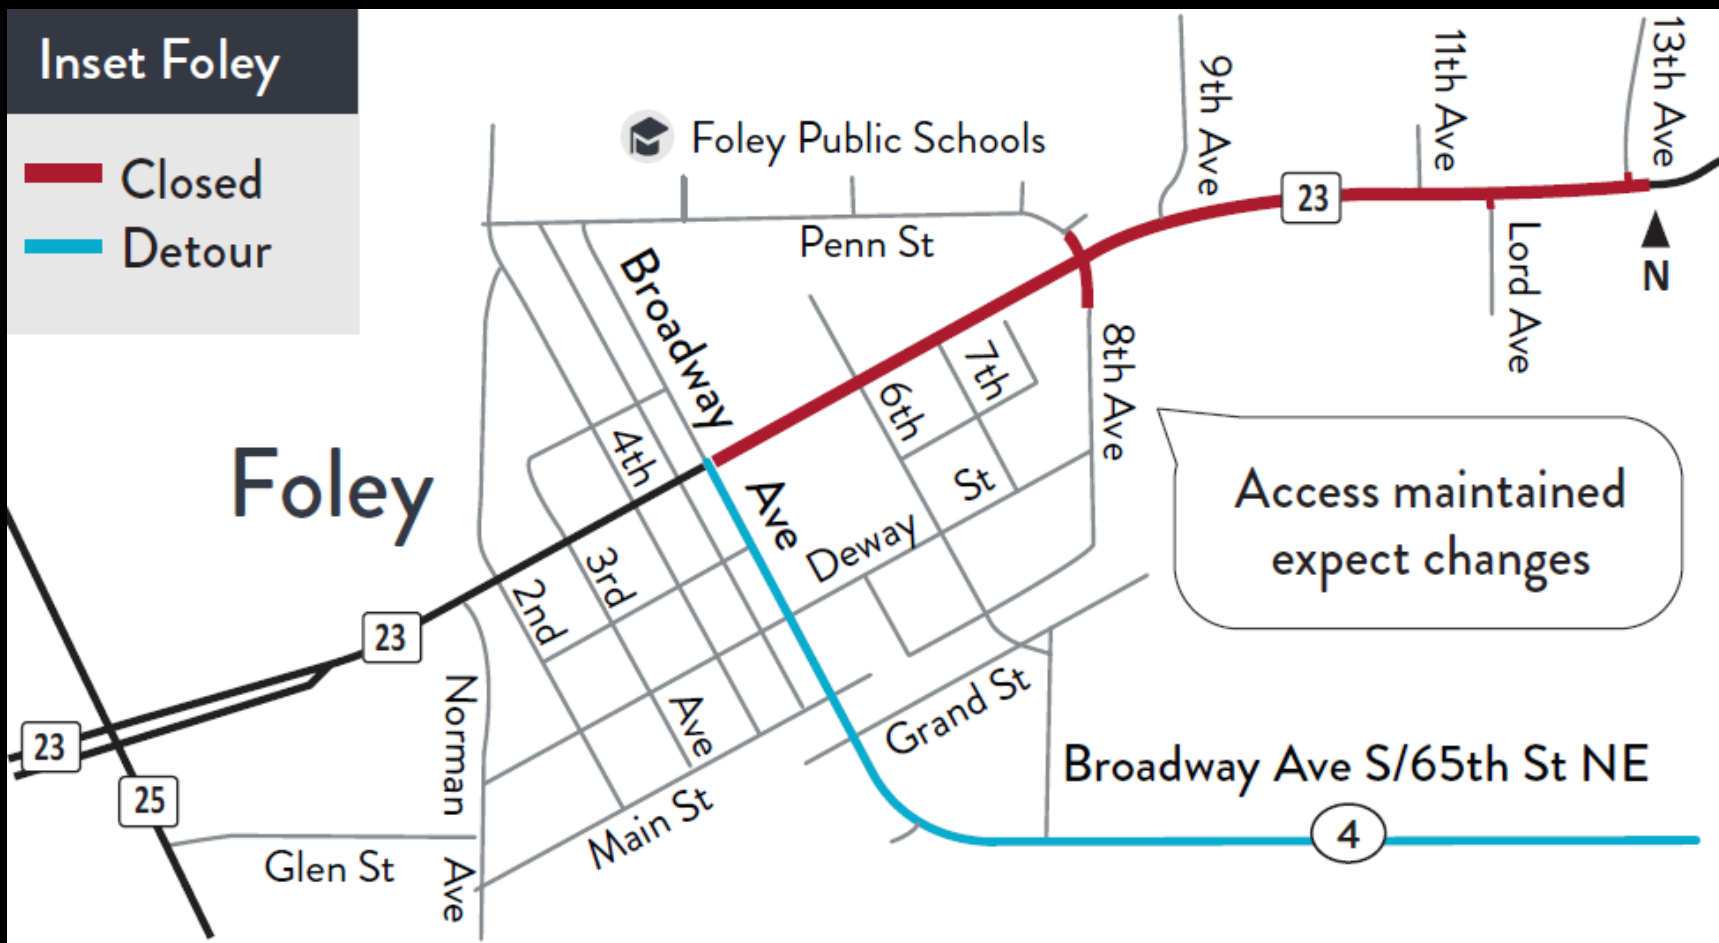 Inset Foley
Closed
Detour
Foley Public Schools
Penn St
Broadway
Ave
9th Ave
11th Ave
13th Ave
23
Lord Ave
N
8th Ave
7th
6th
St
Deway
4th
3rd
2nd
Ave
Foley
Access maintained
expect changes
23
23
25
Norman
Ave
Glen St
Main St
Grand St
Broadway Ave S/65th St NE
4